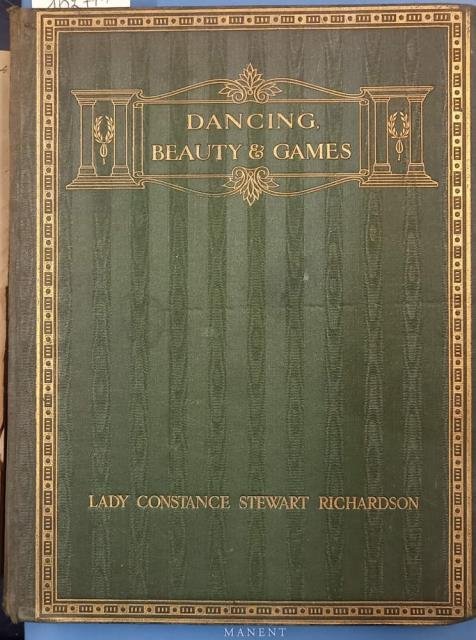 DANCING,
BEAUTY & GAMES
LADY CONSTANCE STEWART RICHARDSON
MANENT